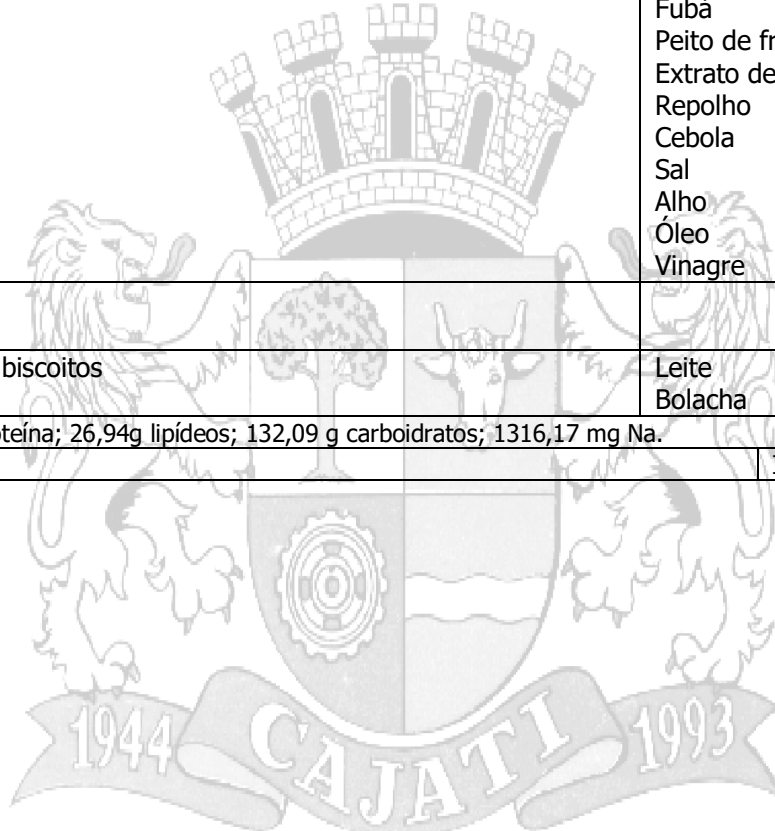 Fubá
Peito de fr
Extrato de
Repolho
Cebola
Sal
Alho
Óleo
Vinagre
biscoitos
Leite
Bolacha
oteína; 26,94g lipídeos; 132,09 g carboidratos; 1316,17 mg Na.
1944 CAJATI 1993